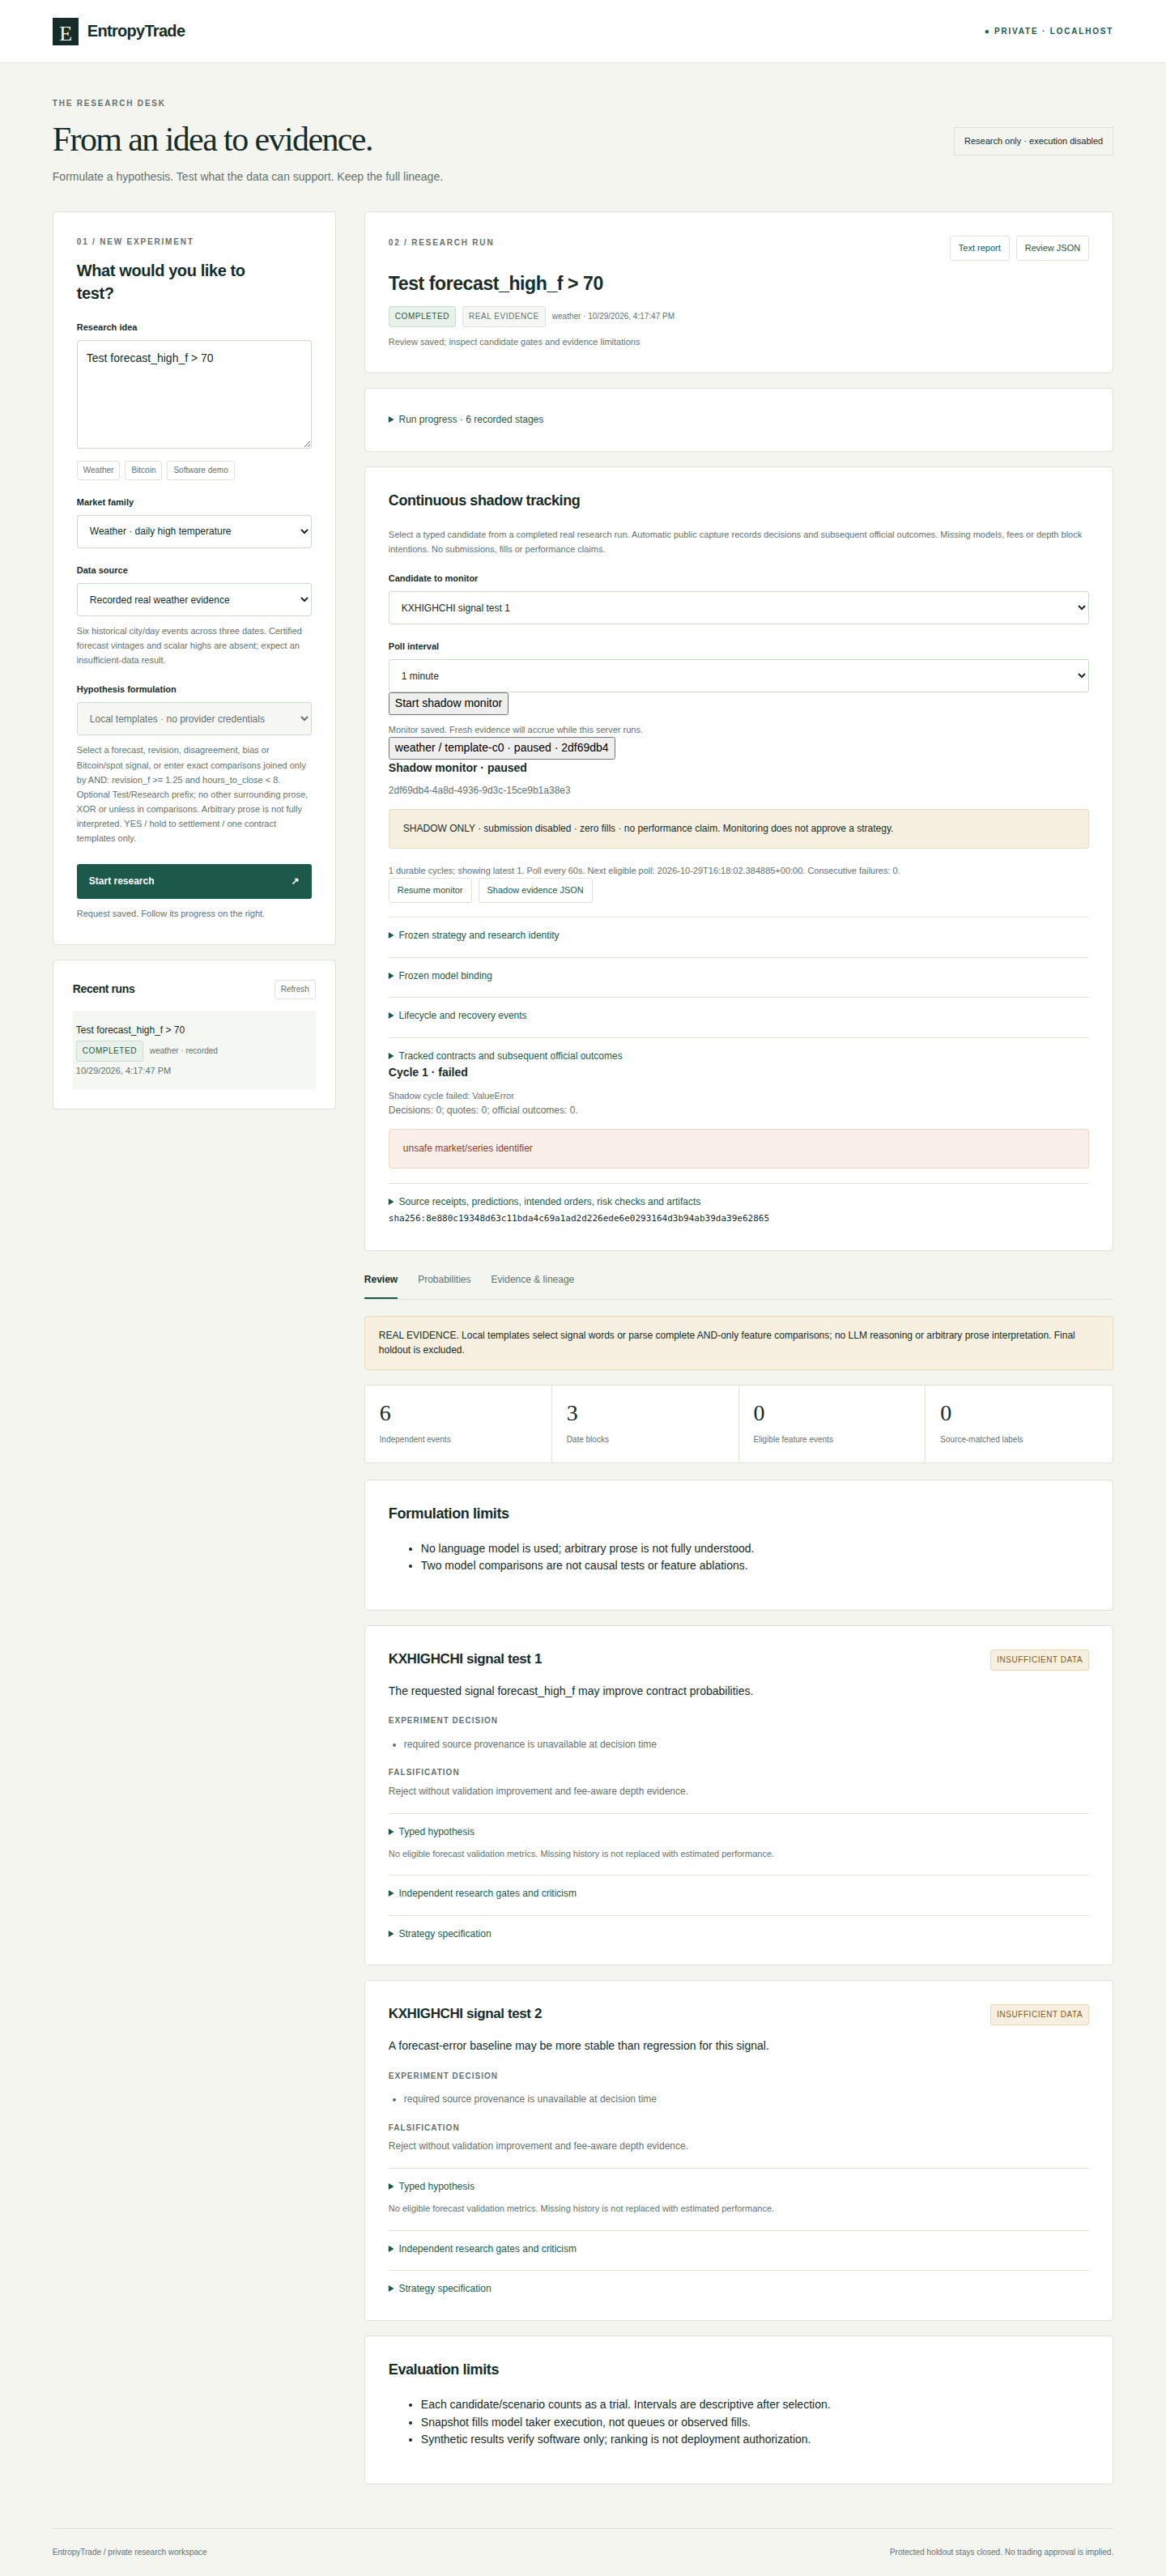 E EntropyTrade
PRIVATE · LOCALHOST
THE RESEARCH DESK
From an idea to evidence.
Research only · execution disabled
Formulate a hypothesis. Test what the data can support. Keep the full lineage.
01 / NEW EXPERIMENT
What would you like to
test?
Research idea
Test forecast_high_f > 70
Weather
Bitcoin
Software demo
Market family
Weather · daily high temperature
Data source
Recorded real weather evidence
Six historical city/day events across three dates. Certified
forecast vintages and scalar highs are absent; expect an
insufficient-data result.
Hypothesis formulation
Local templates · no provider credentials
Select a forecast, revision, disagreement, bias or
Bitcoin/spot signal, or enter exact comparisons joined only
by AND: revision_f >= 1.25 and hours_to_close < 8.
Optional Test/Research prefix; no other surrounding prose,
XOR or unless in comparisons. Arbitrary prose is not fully
interpreted. YES / hold to settlement / one contract
templates only.
Start research ↗
Request saved. Follow its progress on the right.
Recent runs
Refresh
Test forecast_high_f > 70
COMPLETED weather · recorded
10/29/2026, 4:17:47 PM
02 / RESEARCH RUN
Text report
Review JSON
Test forecast_high_f > 70
COMPLETED REAL EVIDENCE weather · 10/29/2026, 4:17:47 PM
Review saved; inspect candidate gates and evidence limitations
Run progress · 6 recorded stages
Continuous shadow tracking
Select a typed candidate from a completed real research run. Automatic public capture records decisions and subsequent official outcomes. Missing models, fees or depth block
intentions. No submissions, fills or performance claims.
Candidate to monitor
KXHIGHCHI signal test 1
Poll interval
1 minute
Start shadow monitor
Monitor saved. Fresh evidence will accrue while this server runs.
weather / template-c0 · paused · 2df69db4
Shadow monitor · paused
2df69db4-4a8d-4936-9d3c-15ce9b1a38e3
SHADOW ONLY · submission disabled · zero fills · no performance claim. Monitoring does not approve a strategy.
1 durable cycles; showing latest 1. Poll every 60s. Next eligible poll: 2026-10-29T16:18:02.384885+00:00. Consecutive failures: 0.
Resume monitor
Shadow evidence JSON
Frozen strategy and research identity
Frozen model binding
Lifecycle and recovery events
Tracked contracts and subsequent official outcomes
Cycle 1 · failed
Shadow cycle failed: ValueError
Decisions: 0; quotes: 0; official outcomes: 0.
unsafe market/series identifier
Source receipts, predictions, intended orders, risk checks and artifacts
sha256:8e880c19348d63c11bda4c69a1ad2d226ede6e0293164d3b94ab39da39e62865
Review
Probabilities
Evidence & lineage
REAL EVIDENCE. Local templates select signal words or parse complete AND-only feature comparisons; no LLM reasoning or arbitrary prose interpretation. Final
holdout is excluded.
6
Independent events
3
Date blocks
0
Eligible feature events
0
Source-matched labels
Formulation limits
• No language model is used; arbitrary prose is not fully understood.
• Two model comparisons are not causal tests or feature ablations.
KXHIGHCHI signal test 1
INSUFFICIENT DATA
The requested signal forecast_high_f may improve contract probabilities.
EXPERIMENT DECISION
• required source provenance is unavailable at decision time
FALSIFICATION
Reject without validation improvement and fee-aware depth evidence.
Typed hypothesis
No eligible forecast validation metrics. Missing history is not replaced with estimated performance.
Independent research gates and criticism
Strategy specification
KXHIGHCHI signal test 2
INSUFFICIENT DATA
A forecast-error baseline may be more stable than regression for this signal.
EXPERIMENT DECISION
• required source provenance is unavailable at decision time
FALSIFICATION
Reject without validation improvement and fee-aware depth evidence.
Typed hypothesis
No eligible forecast validation metrics. Missing history is not replaced with estimated performance.
Independent research gates and criticism
Strategy specification
Evaluation limits
• Each candidate/scenario counts as a trial. Intervals are descriptive after selection.
• Snapshot fills model taker execution, not queues or observed fills.
• Synthetic results verify software only; ranking is not deployment authorization.
EntropyTrade / private research workspace
Protected holdout stays closed. No trading approval is implied.